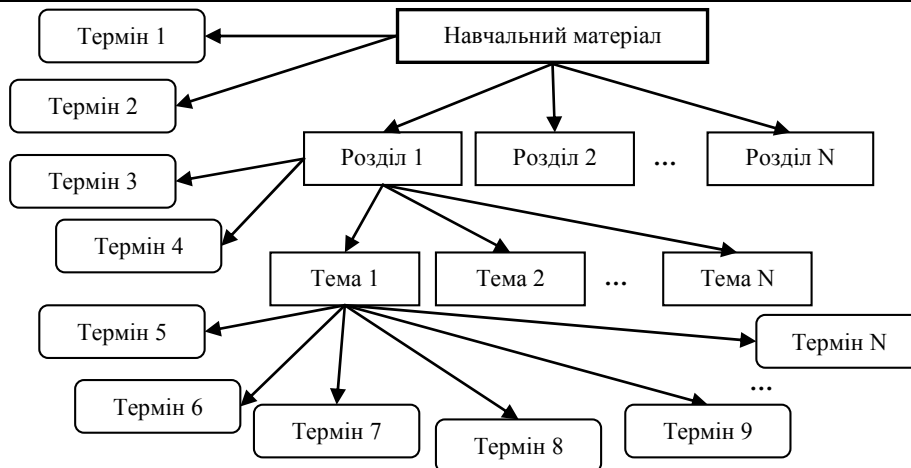 Термін 1
Навчальний матеріал
Термін 2
Розділ 1
Розділ 2
...
Розділ N
Термін 3
Термін 4
Тема 1
Тема 2
...
Тема N
Термін 5
Термін N
...
Термін 6
Термін 7
Термін 8
Термін 9